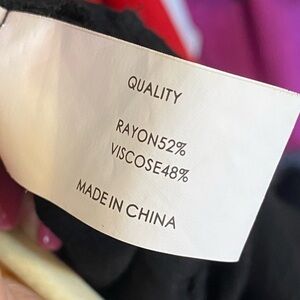 QUALITY
RAYON52%
VISCOSE48%
MADE IN CHINA